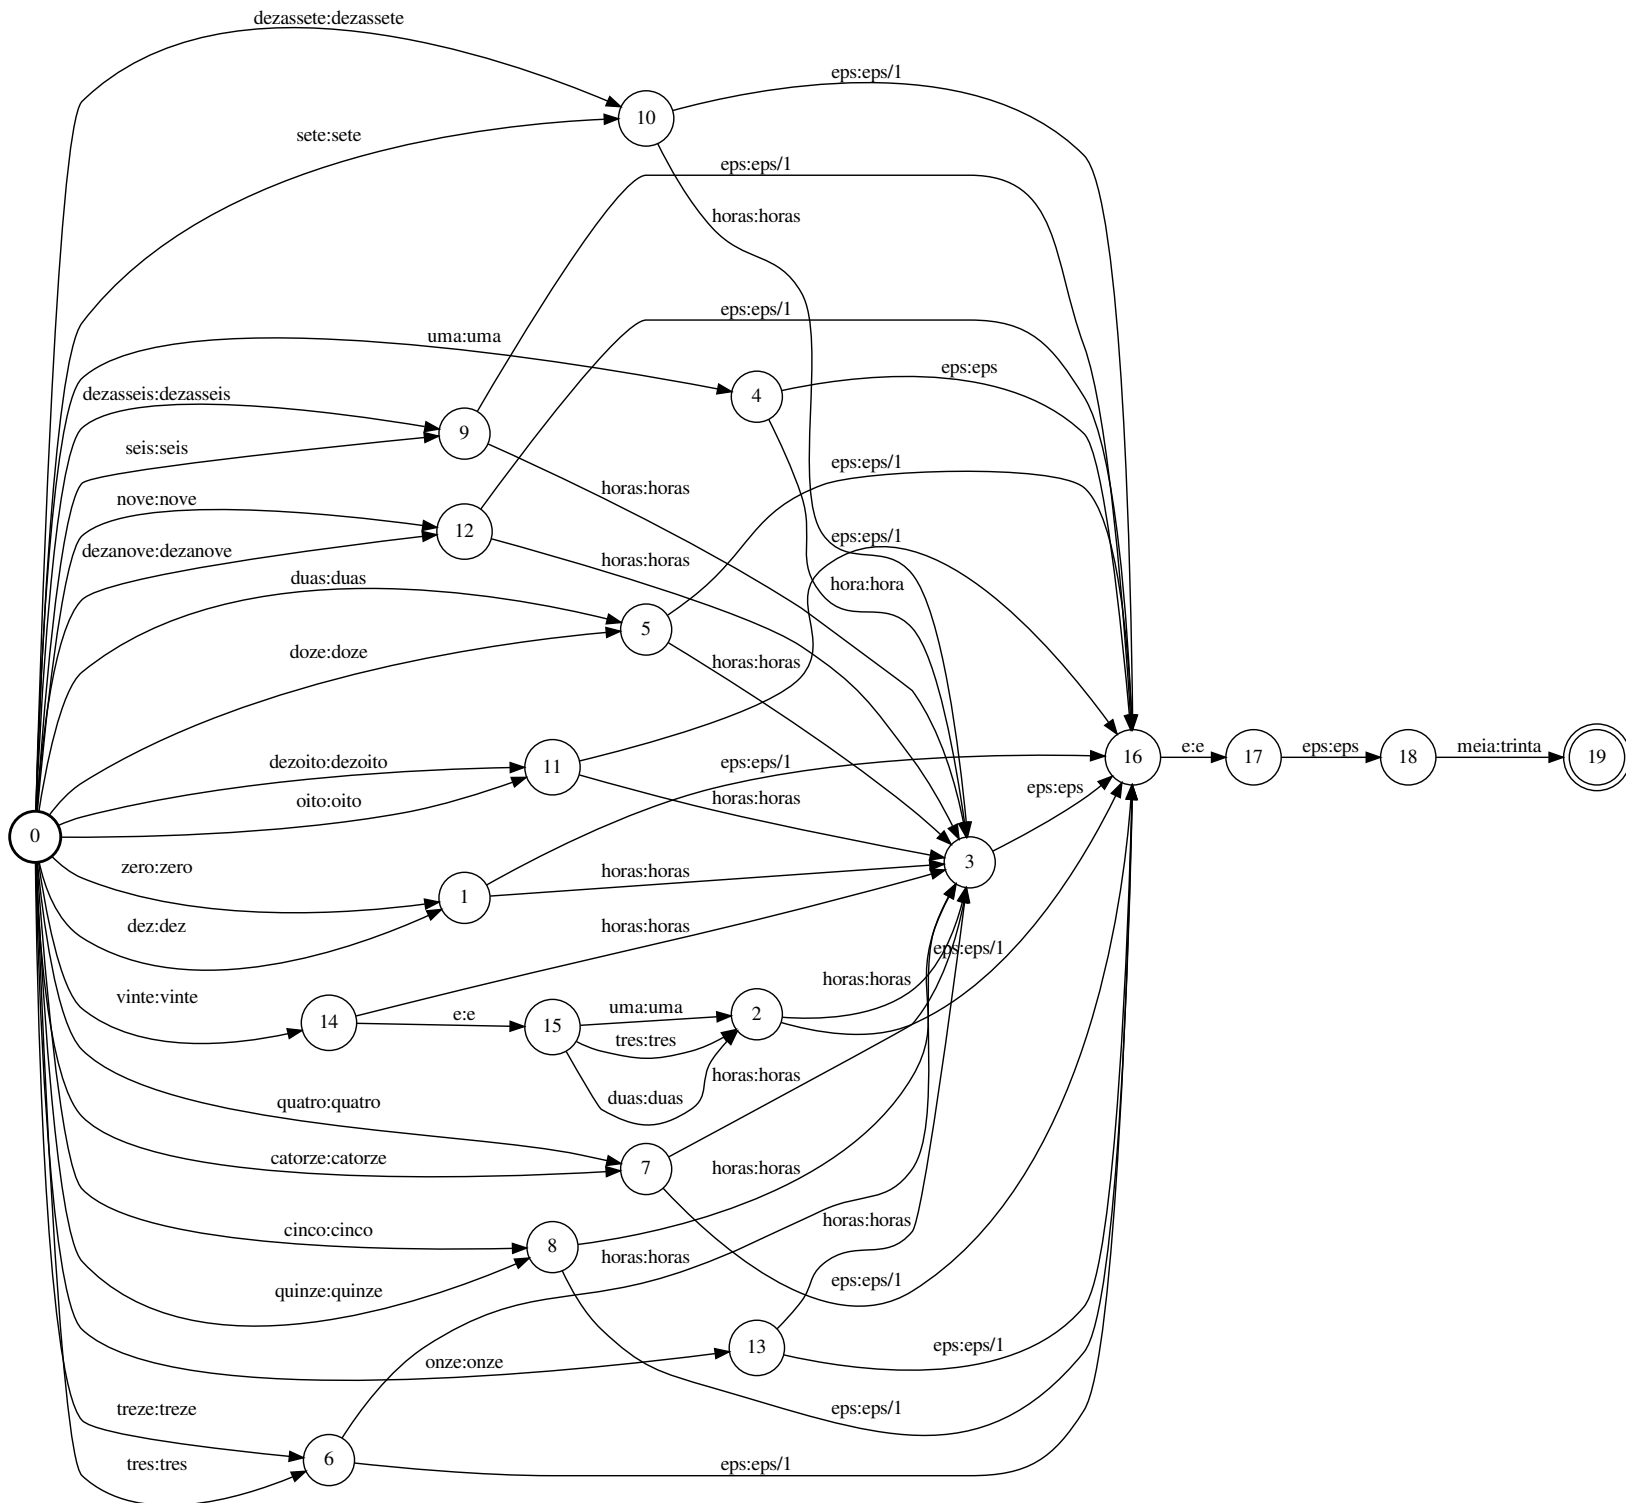 dezassete:dezassete
eps:eps/1
10
sete:sete
eps:eps/1
horas:horas
eps:eps/1
uma:uma
eps:eps
dezasseis:dezasseis
4
9
seis:seis
eps:eps/1
horas:horas
nove:nove
12
eps:eps/1
dezanove:dezanove
horas:horas
duas:duas
hora:hora
5
doze:doze
horas:horas
dezoito:dezoito
11
eps:eps/1
16
e:e
17
eps:eps
18
meia:trinta
19
oito:oito
horas:horas
eps:eps
0
zero:zero
3
horas:horas
1
dez:dez
horas:horas
eps:eps/1
horas:horas
vinte:vinte
14
e:e
15
uma:uma
2
tres:tres
horas:horas
duas:duas
quatro:quatro
catorze:catorze
7
horas:horas
horas:horas
cinco:cinco
8
horas:horas
quinze:quinze
eps:eps/1
13
eps:eps/1
onze:onze
treze:treze
eps:eps/1
6
tres:tres
eps:eps/1